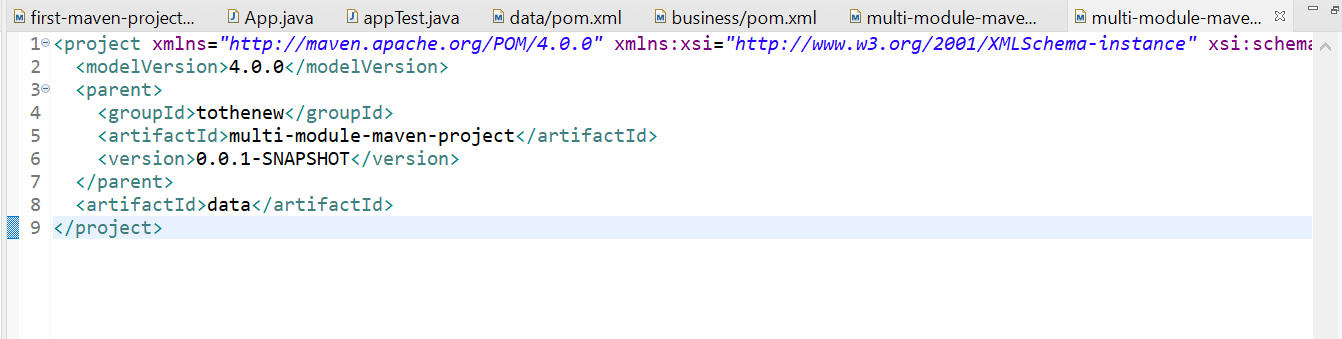 first-maven-project... App.java appTest.java data/pom.xml business/pom.xml multi-module-mave... multi-module-mave...
1 <project xmlns="http://maven.apache.org/POM/4.0.0" xmlns:xsi="http://www.w3.org/2001/XMLSchema-instance" xsi:schema
2 <modelVersion>4.0.0</modelVersion>
3 <parent>
4 <groupId>tothenew</groupId>
5 <artifactId>multi-module-maven-project</artifactId>
6 <version>0.0.1-SNAPSHOT</version>
7 </parent>
8 <artifactId>data</artifactId>
9 </project>